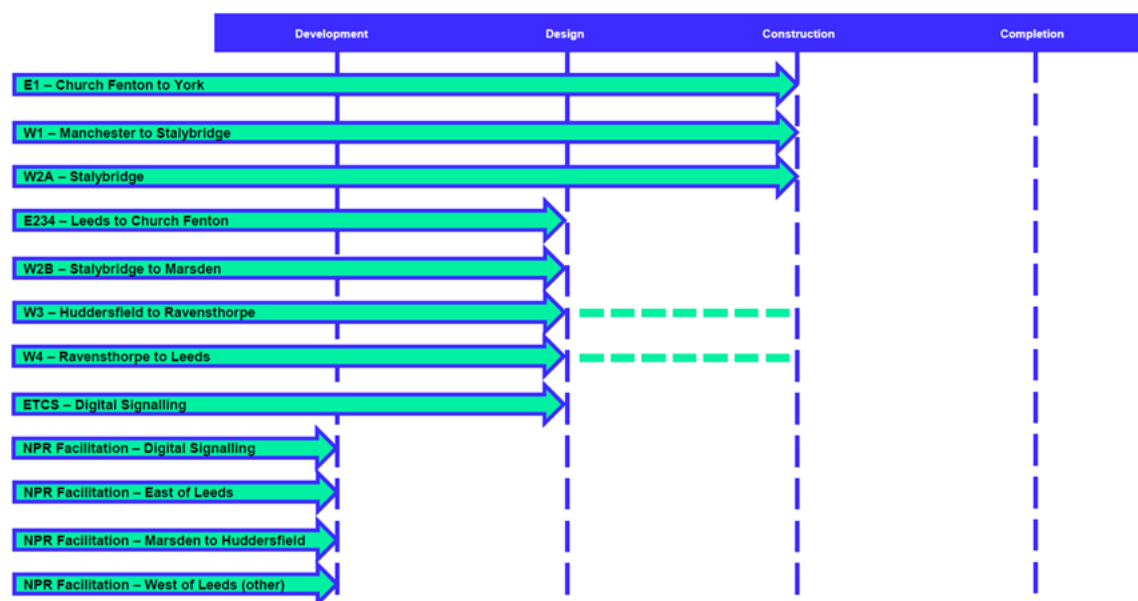 Development Design Construction Completion
E1 – Church Fenton to York
W1 – Manchester to Stalybridge
W2A – Stalybridge
E234 – Leeds to Church Fenton
W2B – Stalybridge to Marsden
W3 – Huddersfield to Ravensthorpe
W4 – Ravensthorpe to Leeds
ETCS – Digital Signalling
NPR Facilitation – Digital Signalling
NPR Facilitation – East of Leeds
NPR Facilitation – Marsden to Huddersfield
NPR Facilitation – West of Leeds (other)